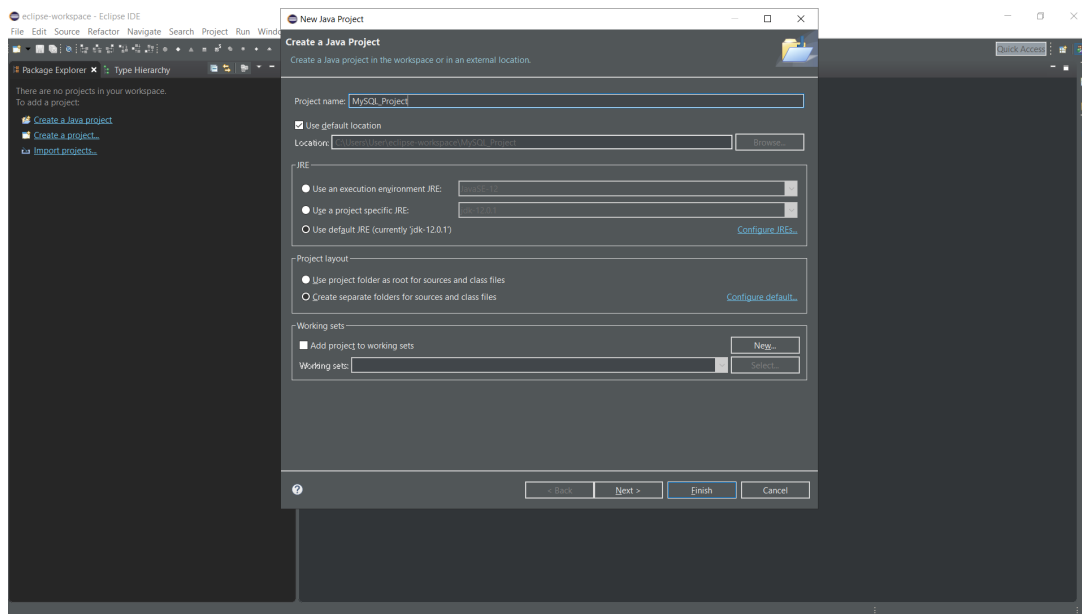 eclipse-workspace - Eclipse IDE
File Edit Source Refactor Navigate Search Project Run Windo
Quick Access
Package Explorer
Type Hierarchy
There are no projects in your workspace.
To add a project:
Create a Java project
Create a project...
Import projects...
New Java Project
Create a Java Project
Create a Java project in the workspace or in an external location.
Project name: MySQL_Project
Use default location
Location: C:\Users\User\eclipse-workspace\MySQL_Project Browse...
JRE
Use an execution environment JRE: JavaSE-12
Use a project specific JRE: jdk-12.0.1
Use default JRE (currently 'jdk-12.0.1') Configure JREs...
Project layout
Use project folder as root for sources and class files
Create separate folders for sources and class files Configure default...
Working sets
Add project to working sets New...
Working sets: Select...
< Back Next > Finish Cancel